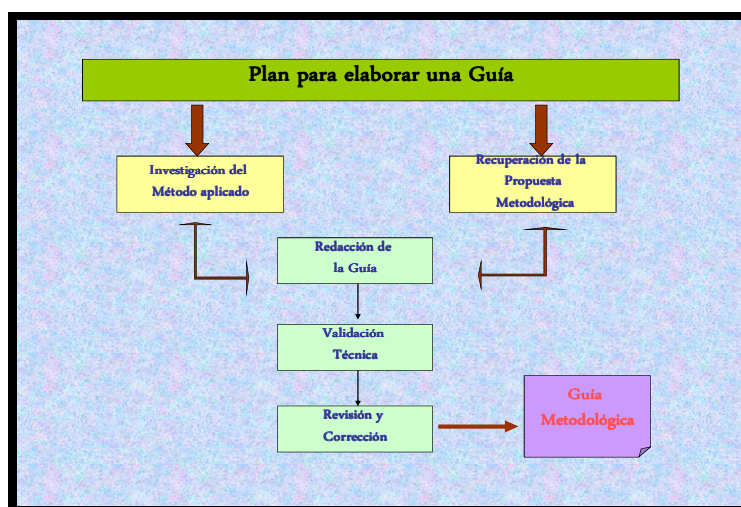 Plan para elaborar una Guía
Investigación del
Método aplicado
Recuperación de la
Propuesta
Metodológica
Redacción de
la Guía
Validación
Técnica
Revisión y
Corrección
Guía
Metodológica